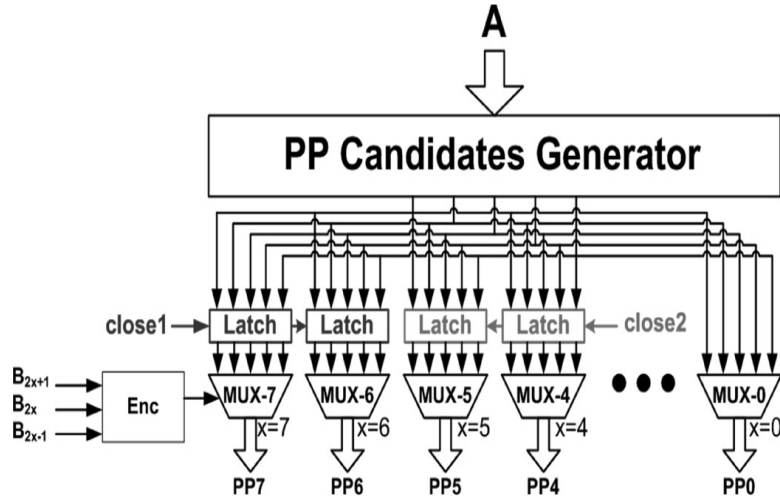 A
PP Candidates Generator
close1 Latch Latch Latch Latch close2
B2x+1
B2x
B2x-1
Enc
MUX-7 MUX-6 MUX-5 MUX-4 MUX-0
x=7 x=6 x=5 x=4 x=0
PP7 PP6 PP5 PP4 PP0